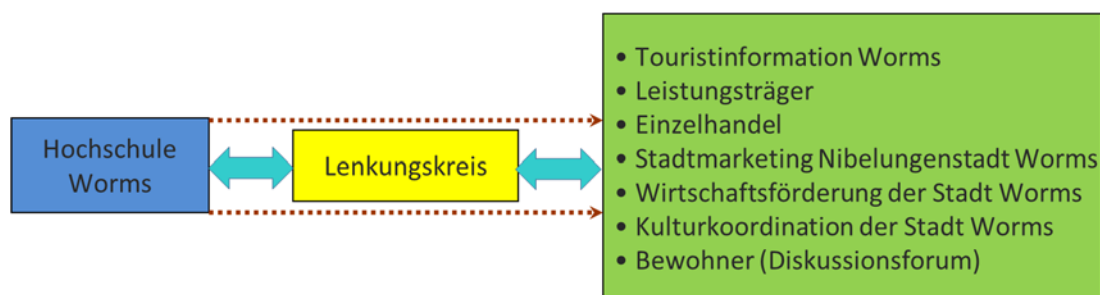 Hochschule
Worms
Lenkungskreis
• Touristinformation Worms
• Leistungsträger
• Einzelhandel
• Stadtmarketing Nibelungenstadt Worms
• Wirtschaftsförderung der Stadt Worms
• Kulturkoordination der Stadt Worms
• Bewohner (Diskussionsforum)